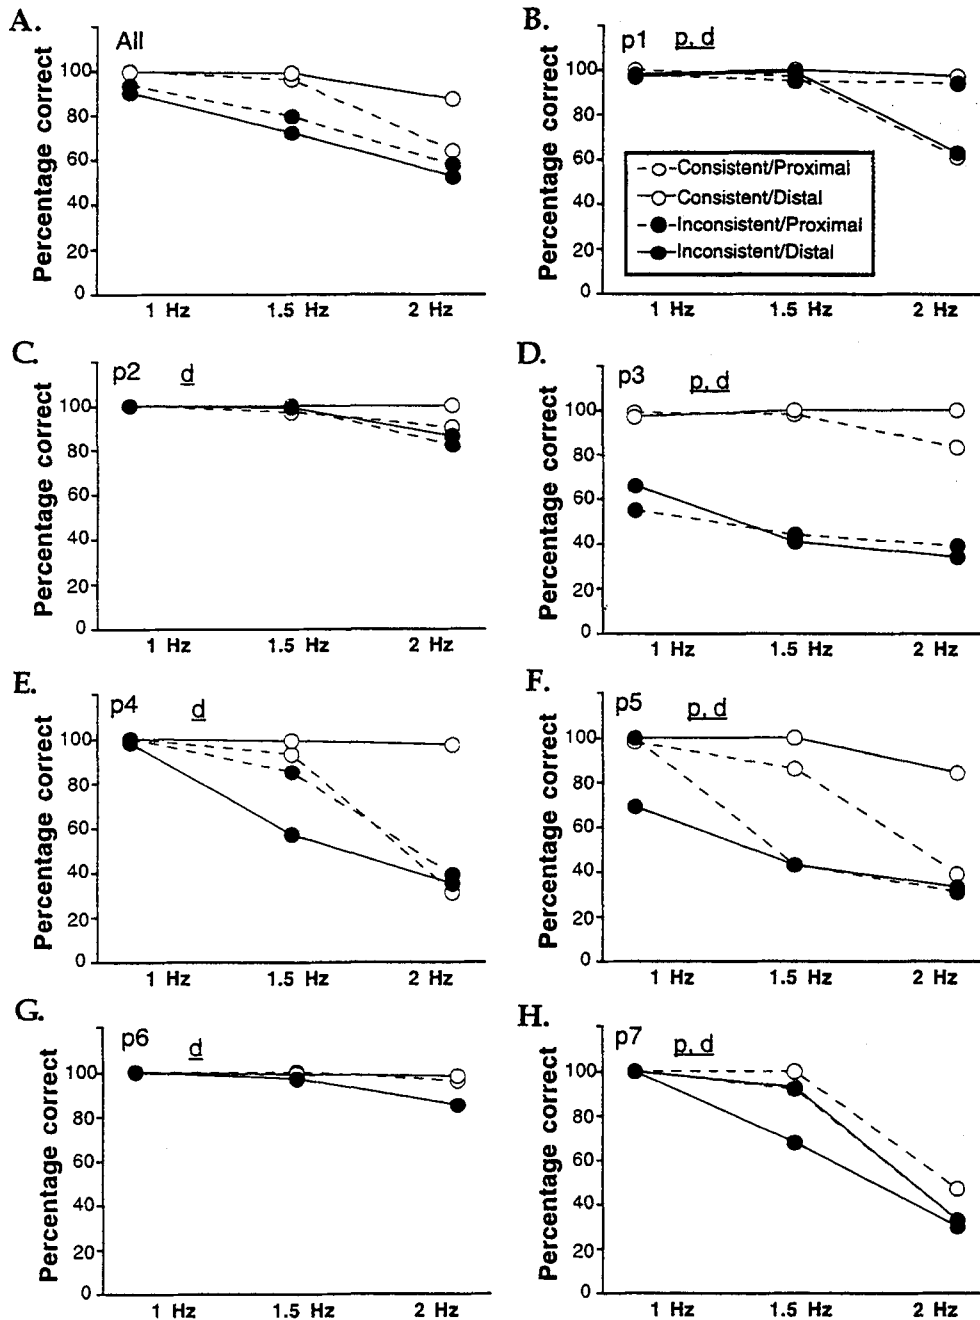 A.
All
Percentage correct
100
80
60
40
20
0
1 Hz 1.5 Hz 2 Hz
B.
p1 p, d
Percentage correct
100
80
60
40
20
0
Consistent/Proximal
Consistent/Distal
Inconsistent/Proximal
Inconsistent/Distal
1 Hz 1.5 Hz 2 Hz
C.
p2 d
Percentage correct
100
80
60
40
20
0
1 Hz 1.5 Hz 2 Hz
D.
p3 p, d
Percentage correct
100
80
60
40
20
0
1 Hz 1.5 Hz 2 Hz
E.
p4 d
Percentage correct
100
80
60
40
20
0
1 Hz 1.5 Hz 2 Hz
F.
p5 p, d
Percentage correct
100
80
60
40
20
0
1 Hz 1.5 Hz 2 Hz
G.
p6 d
Percentage correct
100
80
60
40
20
0
1 Hz 1.5 Hz 2 Hz
H.
p7 p, d
Percentage correct
100
80
60
40
20
0
1 Hz 1.5 Hz 2 Hz